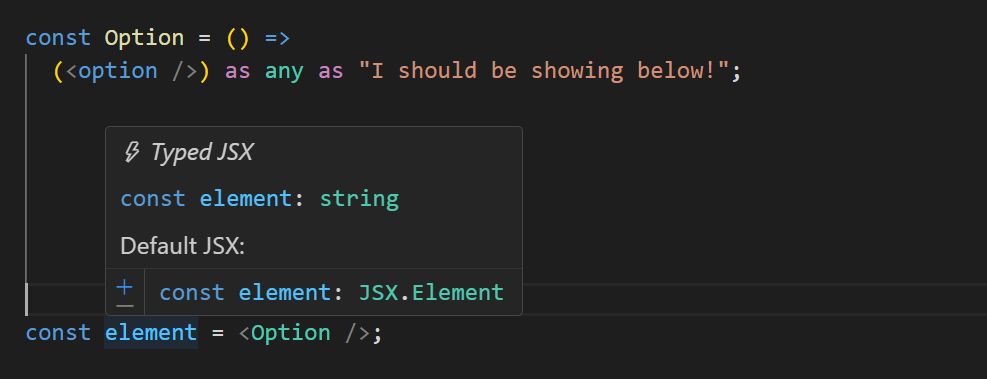 const Option = () =>
(<option />) as any as "I should be showing below!";
Typed JSX
const element: string
Default JSX:
+ const element: JSX.Element
const element = <Option />;